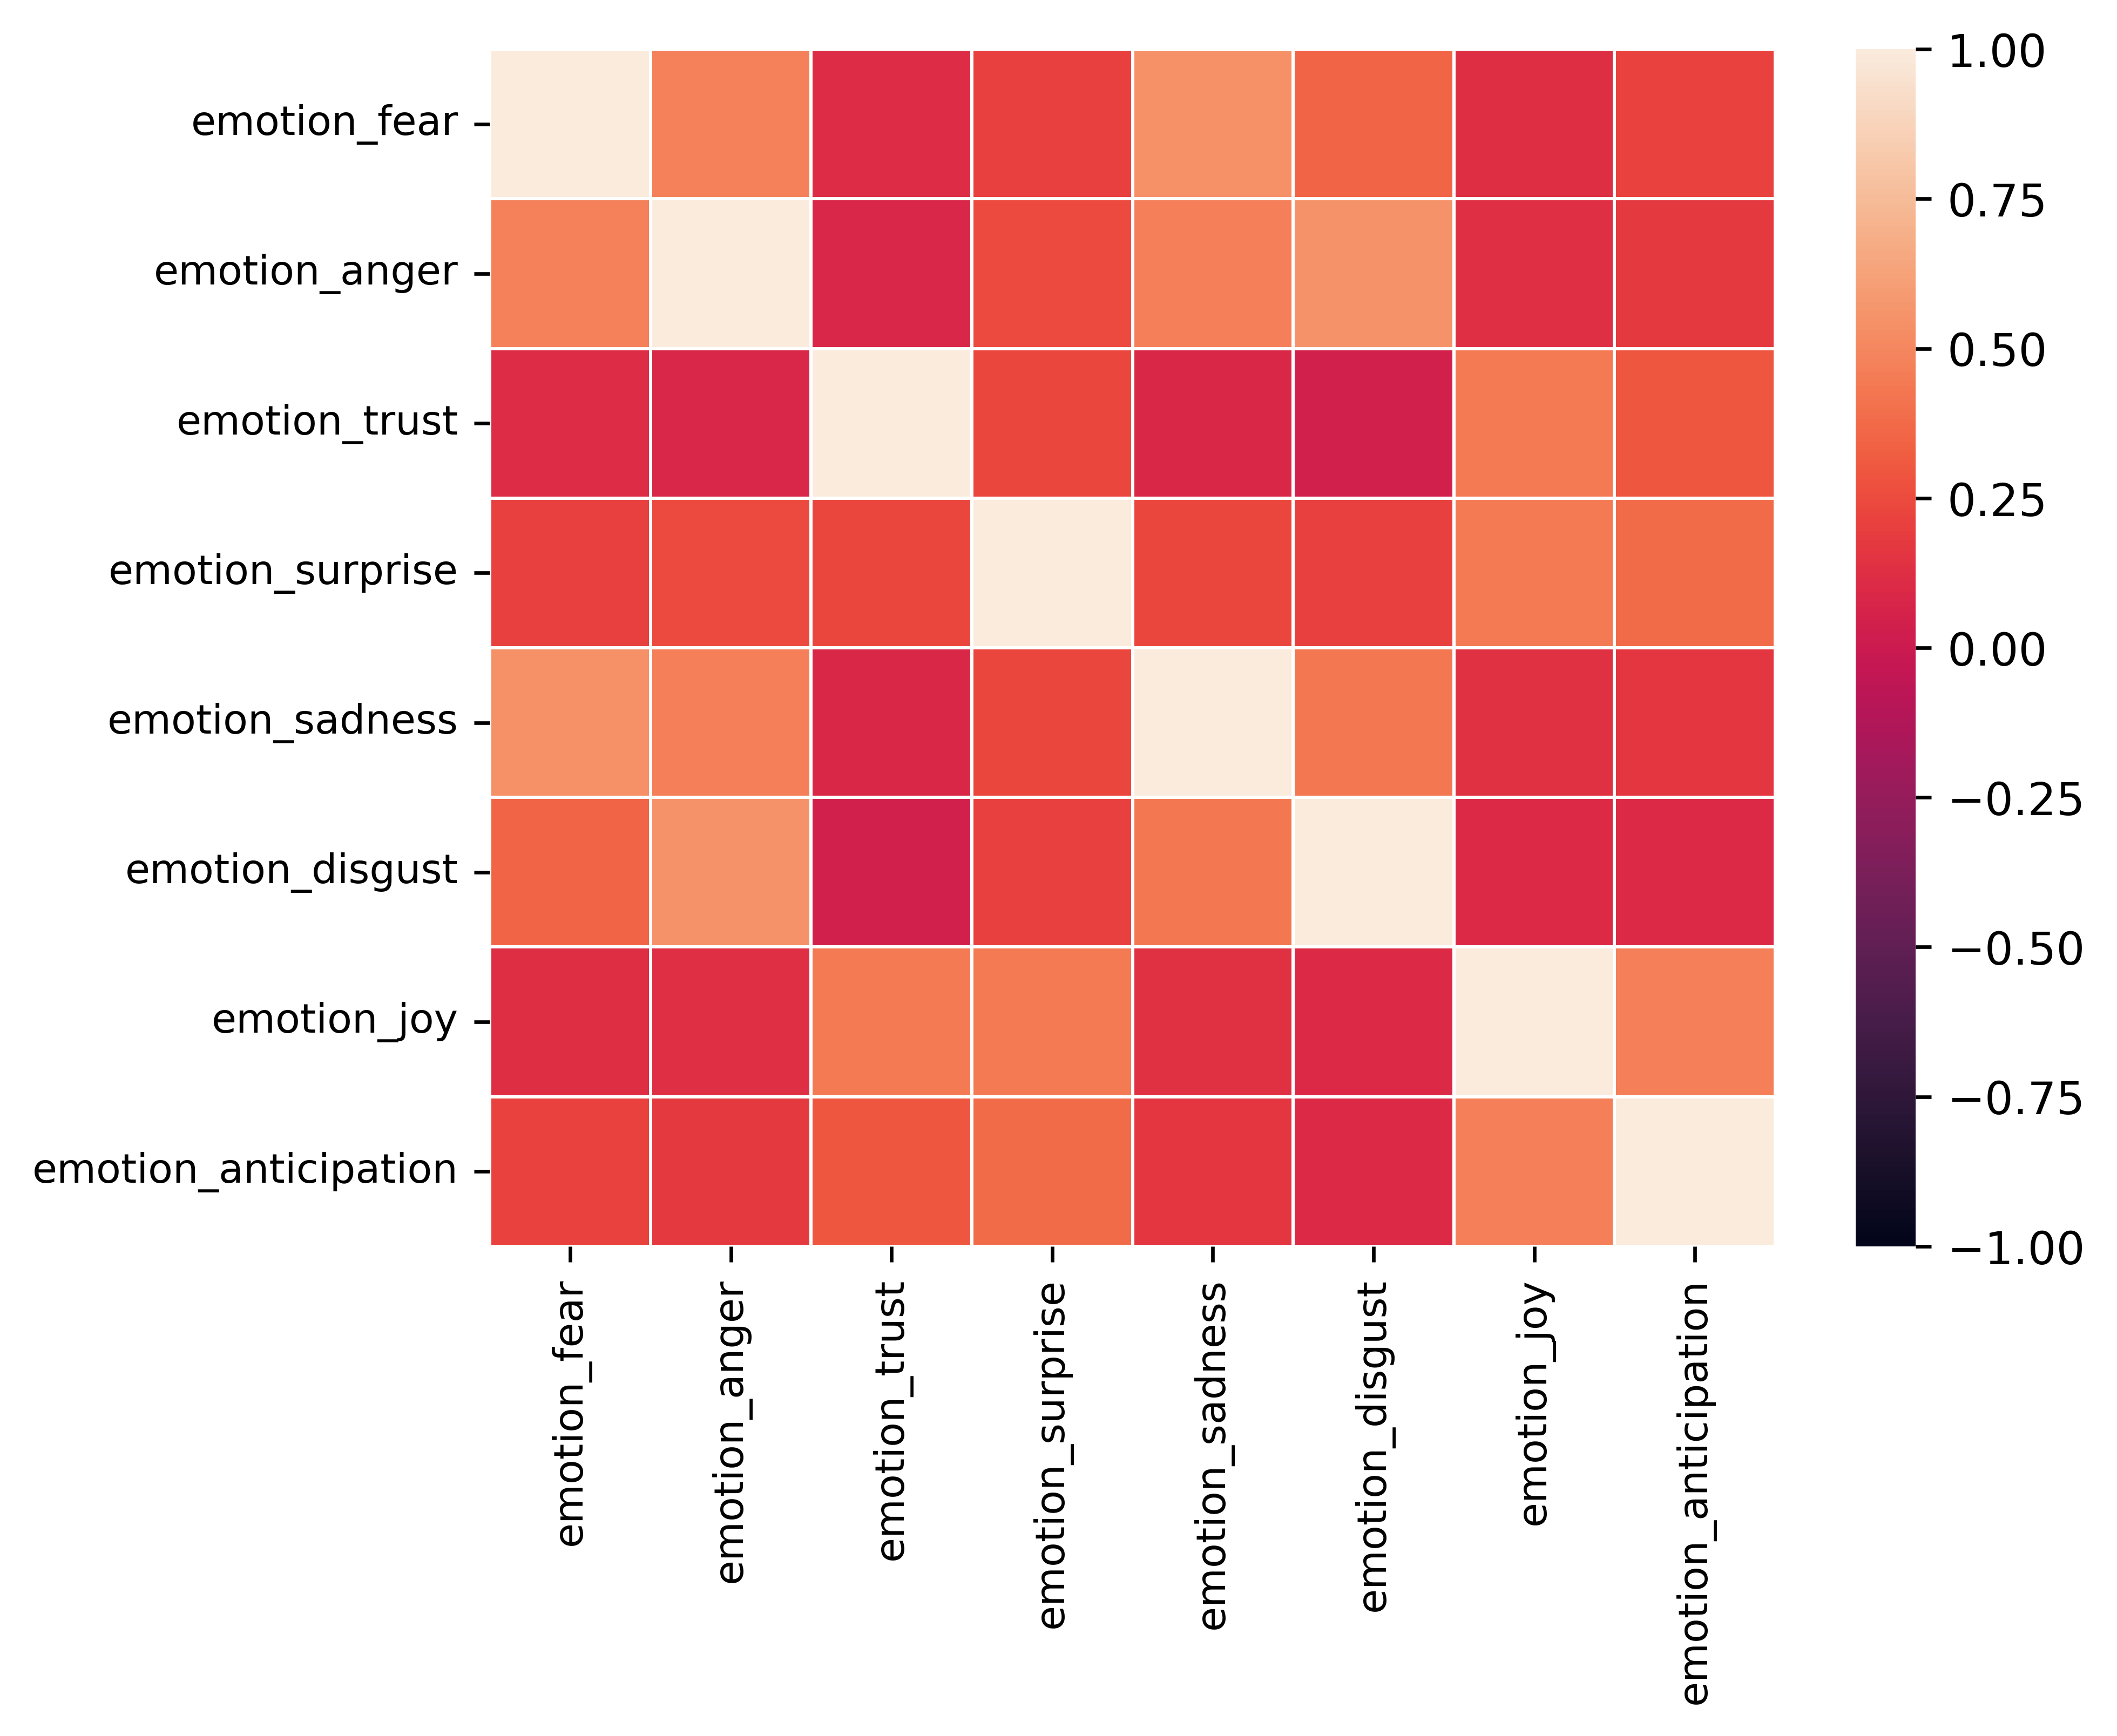 emotion_fear
emotion_anger
emotion_trust
emotion_surprise
emotion_sadness
emotion_disgust
emotion_joy
emotion_anticipation
emotion_fear
emotion_anger
emotion_trust
emotion_surprise
emotion_sadness
emotion_disgust
emotion_joy
emotion_anticipation
1.00
0.75
0.50
0.25
0.00
−0.25
−0.50
−0.75
−1.00